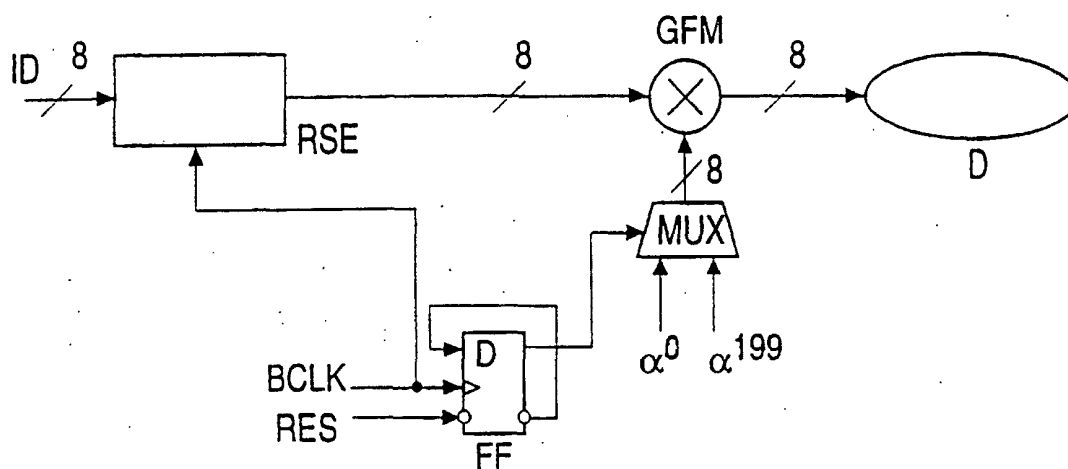 GFM
ID
8
8
8
RSE
D
8
MUX
D
α⁰
α¹⁹⁹
BCLK
RES
FF